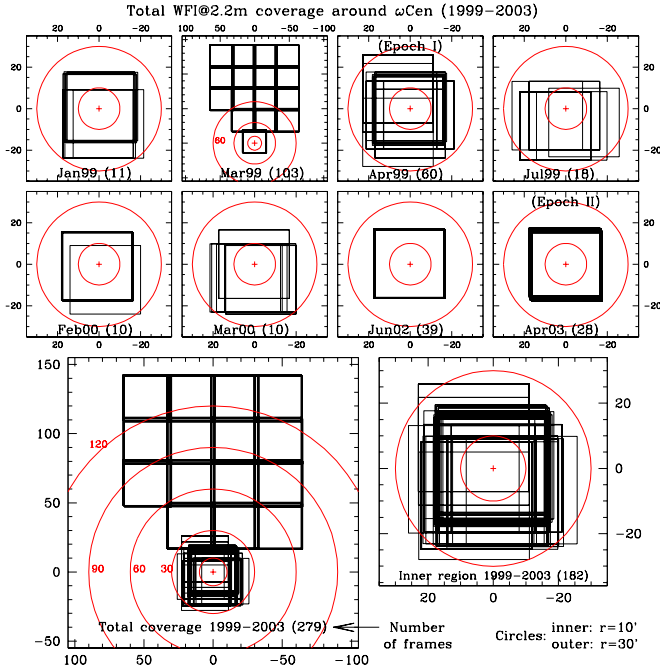 Total WFI@2.2m coverage around ωCen (1999−2003)
20 0 −20
100 50 0 −50
20 0 −20
20 0 −20
(Epoch I)
20
0
−20
60
Jan99 (11)
Mar99 (103)
Apr99 (60)
Jul99 (18)
20
0
−20
(Epoch II)
20
0
−20
20
0
−20
Feb00 (10)
Mar00 (10)
Jun02 (39)
Apr03 (28)
20 0 −20
20 0 −20
20 0 −20
20 0 −20
150
100
50
0
−50
120
90 60 30
Total coverage 1999−2003 (279)
100 50 0 −50 −100
20 0 −20
20
0
−20
Inner region 1999−2003 (182)
20 0 −20
Number
of frames
Circles: inner: r=10'
outer: r=30'